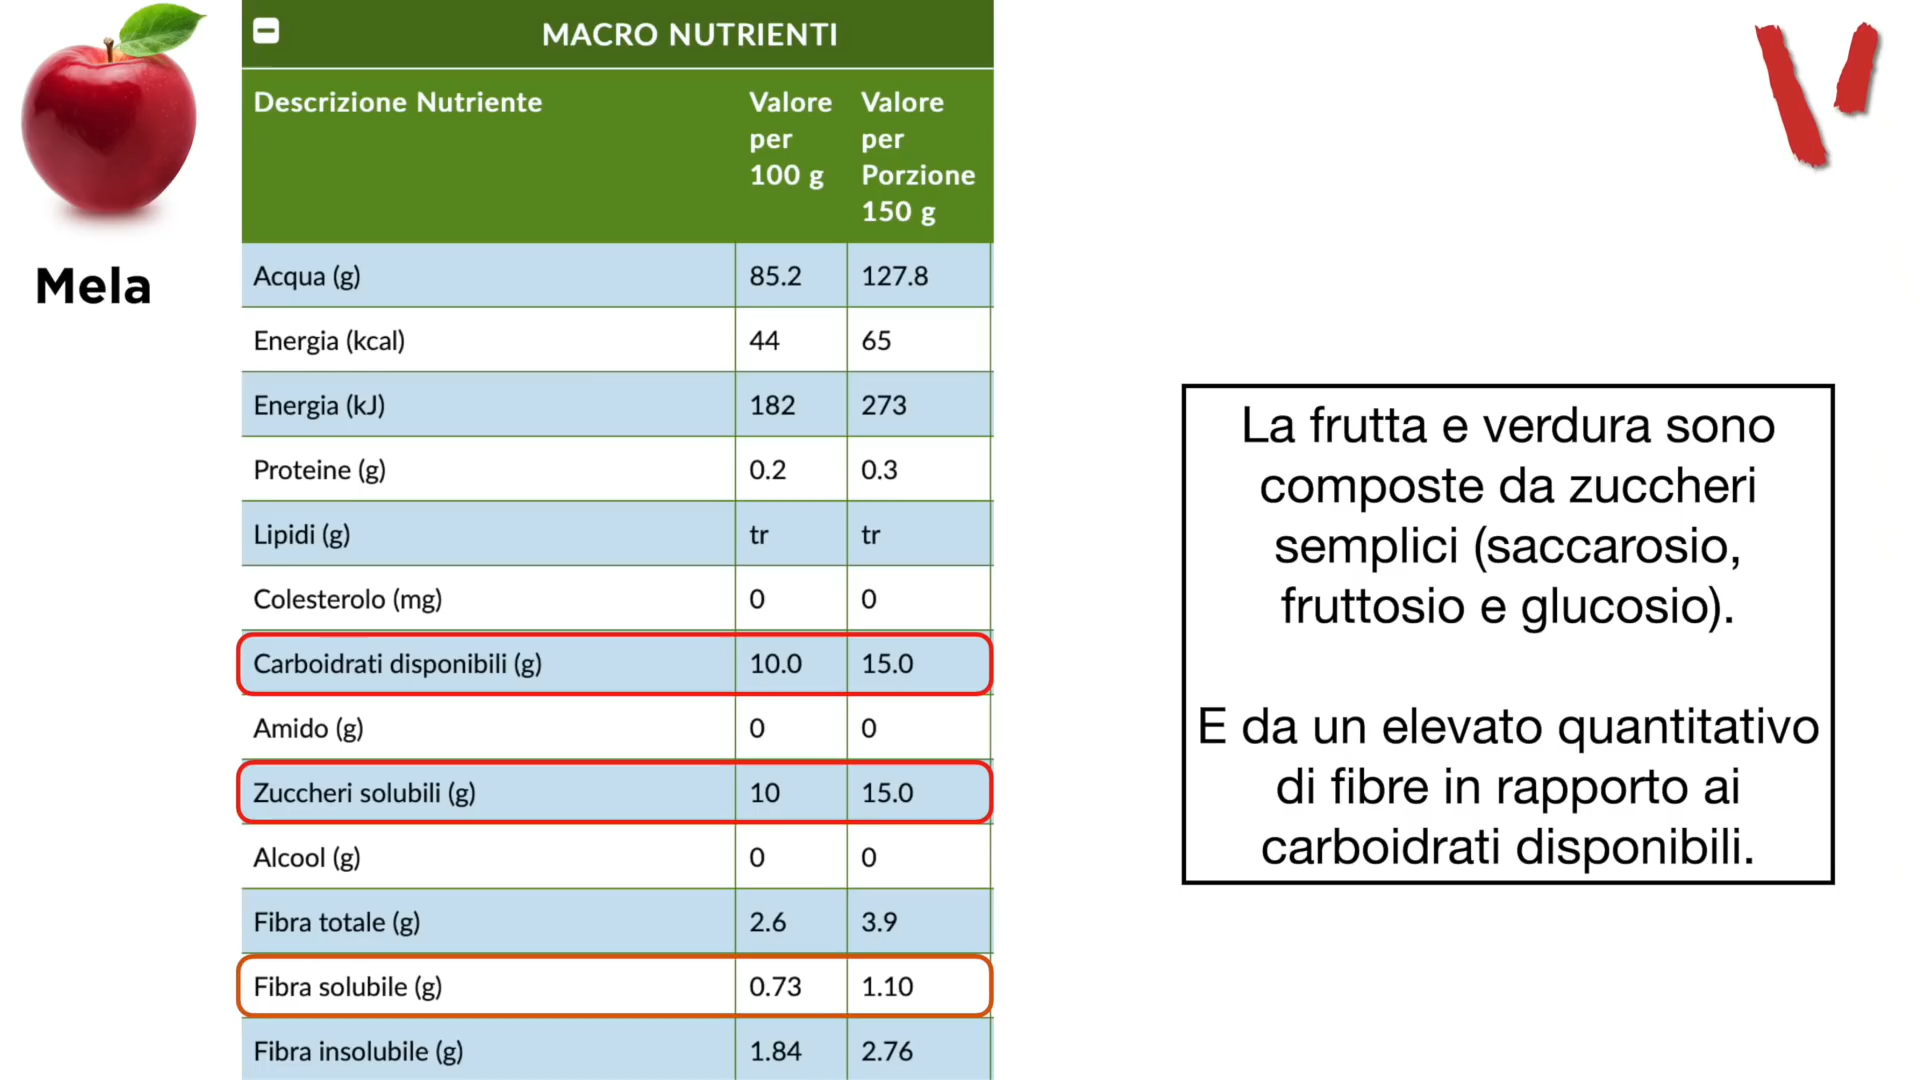 MACRO NUTRIENTI
Descrizione Nutriente
Valore per 100 g
Valore per Porzione 150 g
Mela
Acqua (g) 85.2 127.8
Energia (kcal) 44 65
Energia (kJ) 182 273
Proteine (g) 0.2 0.3
Lipidi (g) tr tr
Colesterolo (mg) 0 0
Carboidrati disponibili (g) 10.0 15.0
Amido (g) 0 0
Zuccheri solubili (g) 10 15.0
Alcool (g) 0 0
Fibra totale (g) 2.6 3.9
Fibra solubile (g) 0.73 1.10
Fibra insolubile (g) 1.84 2.76
La frutta e verdura sono
composte da zuccheri
semplici (saccarosio,
fruttosio e glucosio).
E da un elevato quantitativo
di fibre in rapporto ai
carboidrati disponibili.